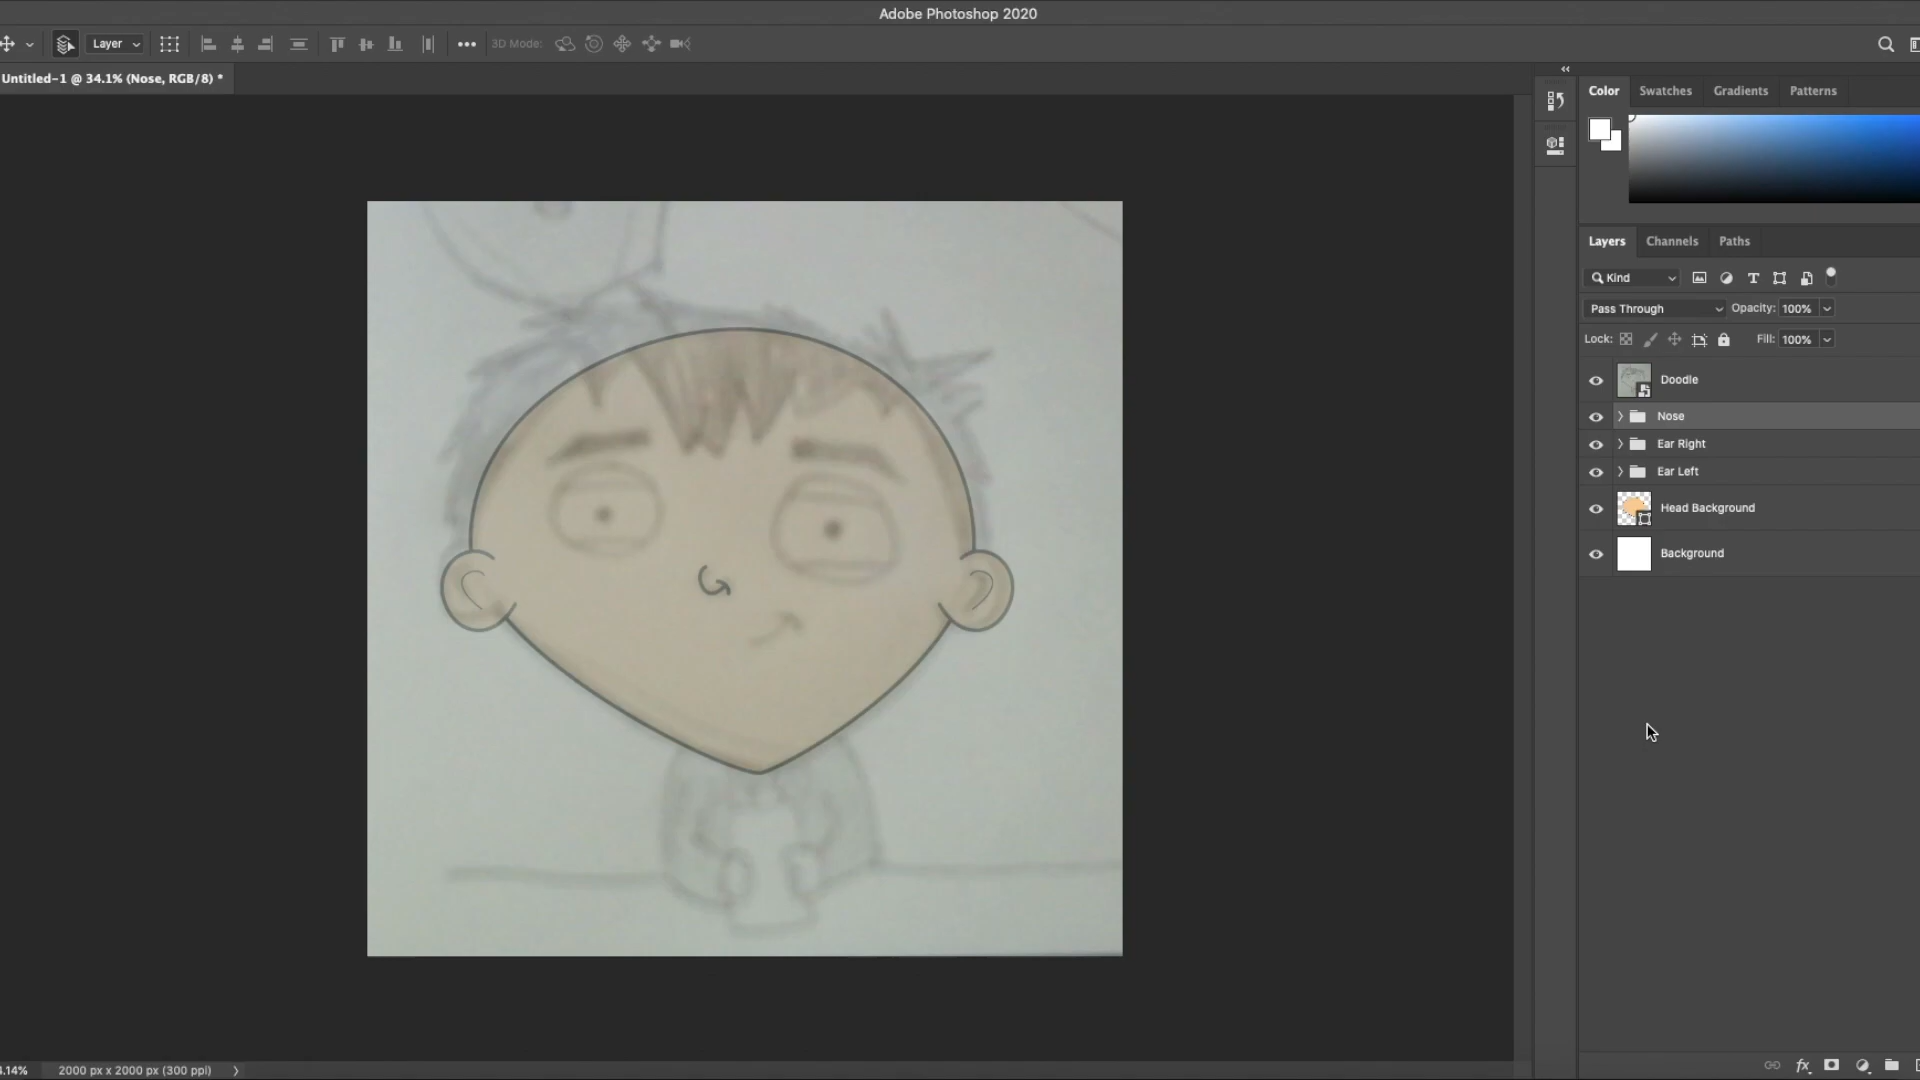 Adobe Photoshop 2020
Layer
3D Mode:
Untitled-1 @ 34.1% (Nose, RGB/8) *
Color Swatches Gradients Patterns
Layers Channels Paths
Kind
Pass Through Opacity: 100%
Lock: Fill: 100%
Doodle
Nose
Ear Right
Ear Left
Head Background
Background
fx
2000 px x 2000 px (300 ppi)